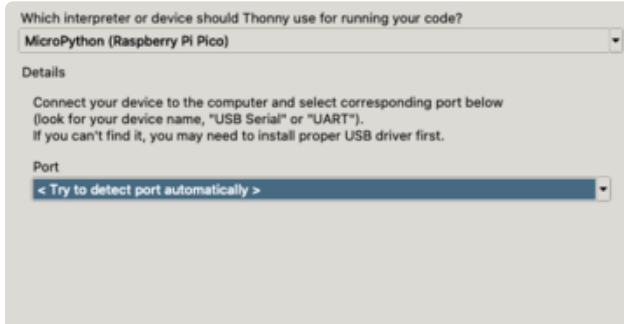 Which interpreter or device should Thonny use for running your code?
MicroPython (Raspberry Pi Pico)
Details
Connect your device to the computer and select corresponding port below
(look for your device name, "USB Serial" or "UART").
If you can't find it, you may need to install proper USB driver first.
Port
< Try to detect port automatically >